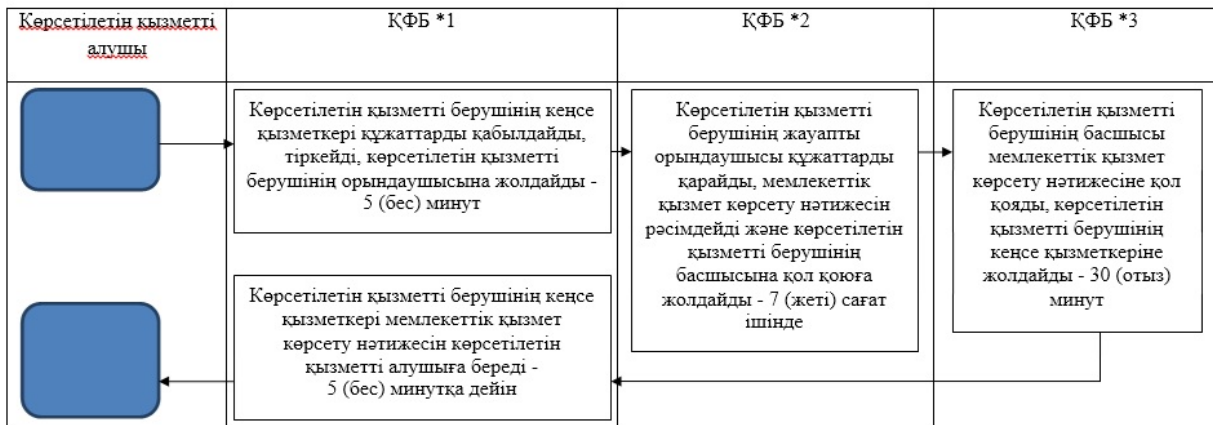 Көрсетілетін қызметті
алушы
ҚФБ *1
ҚФБ *2
ҚФБ *3
Көрсетілетін қызметті берушінің кеңсе
қызметкері құжаттарды қабылдайды,
тіркейді, көрсетілетін қызметті
берушінің орындаушысына жолдайды -
5 (бес) минут
Көрсетілетін қызметті
берушінің жауапты
орындаушысы құжаттарды
қарайды, мемлекеттік
қызмет көрсету нәтижесін
рәсімдейді және көрсетілетін
қызметті берушінің
басшысына қол қоюға
жолдайды - 7 (жеті) сағат
ішінде
Көрсетілетін қызметті
берушінің басшысы
мемлекеттік қызмет
көрсету нәтижесіне қол
қояды, көрсетілетін
қызметті берушінің
кеңсе қызметкеріне
жолдайды - 30 (отыз)
минут
Көрсетілетін қызметті берушінің кеңсе
қызметкері мемлекеттік қызмет
көрсету нәтижесін көрсетілетін
қызметті алушыға береді -
5 (бес) минутқа дейін